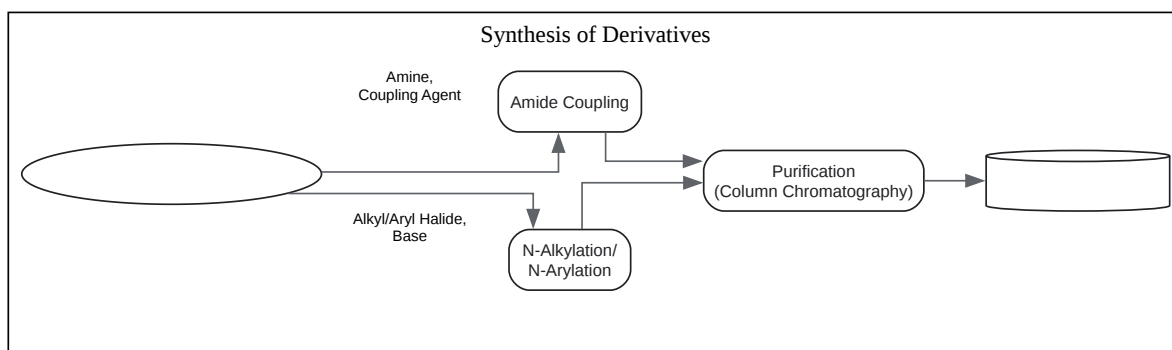 Synthesis of Derivatives
Amine,
Coupling Agent
Amide Coupling
Purification
(Column Chromatography)
Alkyl/Aryl Halide,
Base
N-Alkylation/
N-Arylation